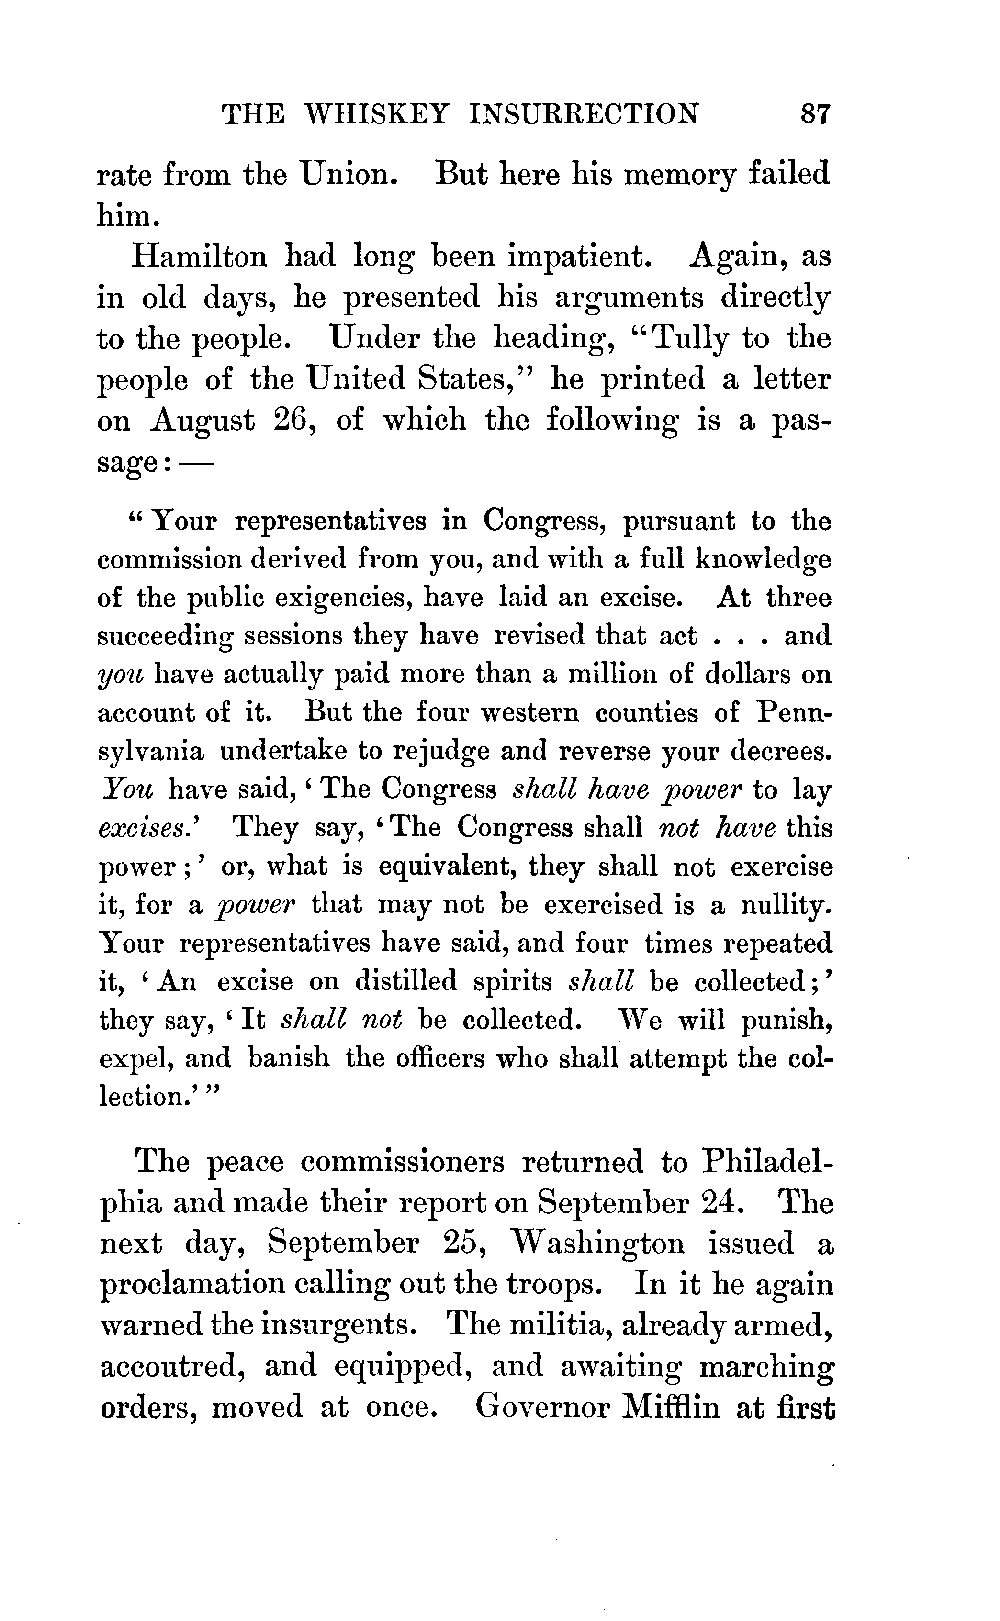 THE WHISKEY INSURRECTION 87
rate from the Union. But here his memory failed
him.
Hamilton had long been impatient. Again, as
in old days, he presented his arguments directly
to the people. Under the heading, “Tully to the
people of the United States,” he printed a letter
on August 26, of which the following is a pas-
sage: —
“Your representatives in Congress, pursuant to the
commission derived from you, and with a full knowledge
of the public exigencies, have laid an excise. At three
succeeding sessions they have revised that act . . . and
you have actually paid more than a million of dollars on
account of it. But the four western counties of Penn-
sylvania undertake to rejudge and reverse your decrees.
You have said, ‘The Congress shall have power to lay
excises.’ They say, ‘The Congress shall not have this
power;’ or, what is equivalent, they shall not exercise
it, for a power that may not be exercised is a nullity.
Your representatives have said, and four times repeated
it, ‘An excise on distilled spirits shall be collected;’
they say, ‘It shall not be collected. We will punish,
expel, and banish the officers who shall attempt the col-
lection.’”
The peace commissioners returned to Philadel-
phia and made their report on September 24. The
next day, September 25, Washington issued a
proclamation calling out the troops. In it he again
warned the insurgents. The militia, already armed,
accoutred, and equipped, and awaiting marching
orders, moved at once. Governor Mifflin at first